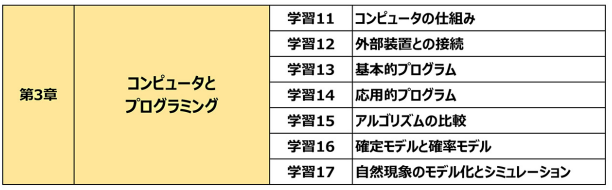 第3章
コンピュータと
プログラミング
学習11 コンピュータの仕組み
学習12 外部装置との接続
学習13 基本的プログラム
学習14 応用的プログラム
学習15 アルゴリズムの比較
学習16 確定モデルと確率モデル
学習17 自然現象のモデル化とシミュレーション